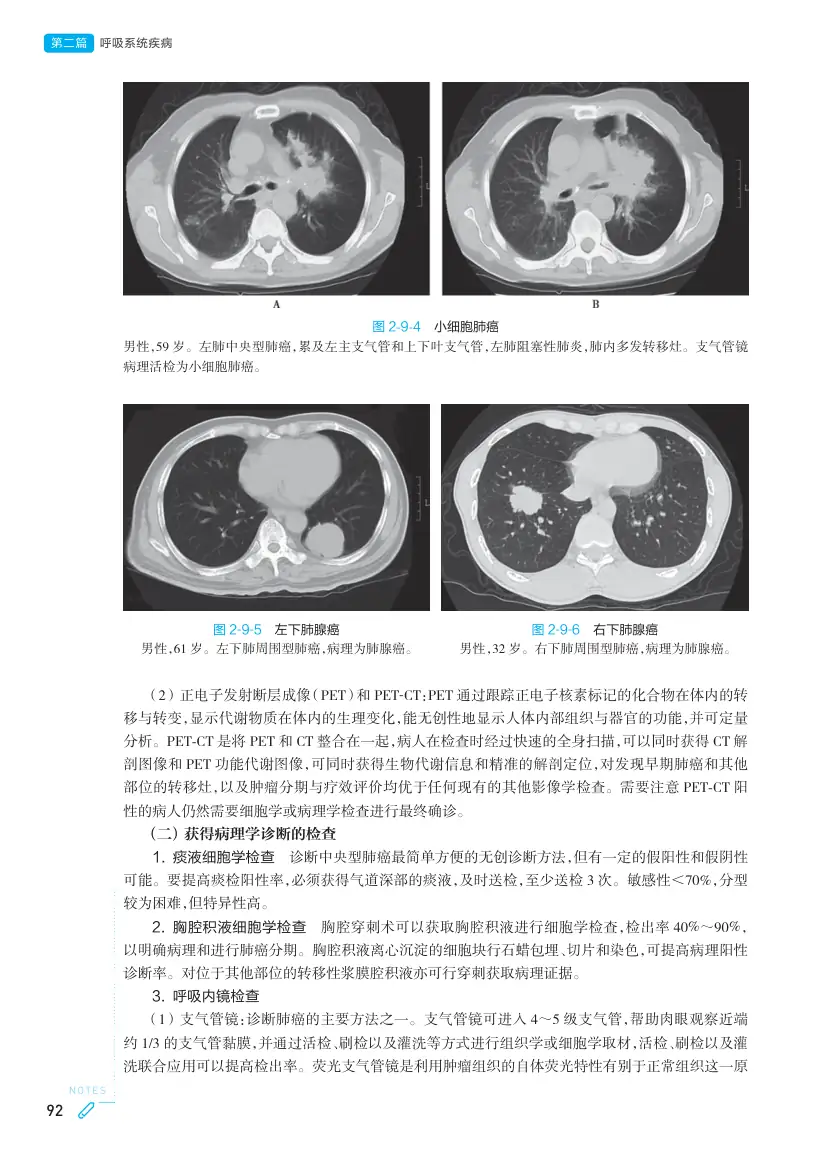 第二篇 呼吸系统疾病
A
B
图 2-9-4 小细胞肺癌
男性,59 岁。左肺中央型肺癌,累及左主支气管和上下叶支气管,左肺阻塞性肺炎,肺内多发转移灶。支气管镜
病理活检为小细胞肺癌。
图 2-9-5 左下肺腺癌
男性,61 岁。左下肺周围型肺癌,病理为肺腺癌。
图 2-9-6 右下肺腺癌
男性,32 岁。右下肺周围型肺癌,病理为肺腺癌。
(2)正电子发射断层成像(PET)和 PET-CT:PET 通过跟踪正电子核素标记的化合物在体内的转
移与转变,显示代谢物质在体内的生理变化,能无创性地显示人体内部组织与器官的功能,并可定量
分析。PET-CT 是将 PET 和 CT 整合在一起,病人在检查时经过快速的全身扫描,可以同时获得 CT 解
剖图像和 PET 功能代谢图像,可同时获得生物代谢信息和精准的解剖定位,对发现早期肺癌和其他
部位的转移灶,以及肿瘤分期与疗效评价均优于任何现有的其他影像学检查。需要注意 PET-CT 阳
性的病人仍然需要细胞学或病理学检查进行最终确诊。
(二)获得病理学诊断的检查
1. 痰液细胞学检查 诊断中央型肺癌最简单方便的无创诊断方法,但有一定的假阳性和假阴性
可能。要提高痰检阳性率,必须获得气道深部的痰液,及时送检,至少送检 3 次。敏感性<70%,分型
较为困难,但特异性高。
2. 胸腔积液细胞学检查 胸腔穿刺术可以获取胸腔积液进行细胞学检查,检出率 40%~90%,
以明确病理和进行肺癌分期。胸腔积液离心沉淀的细胞块行石蜡包埋、切片和染色,可提高病理阳性
诊断率。对位于其他部位的转移性浆膜腔积液亦可行穿刺获取病理证据。
3. 呼吸内镜检查
(1)支气管镜:诊断肺癌的主要方法之一。支气管镜可进入 4~5 级支气管,帮助肉眼观察近端
约 1/3 的支气管黏膜,并通过活检、刷检以及灌洗等方式进行组织学或细胞学取材,活检、刷检以及灌
洗联合应用可以提高检出率。荧光支气管镜是利用肿瘤组织的自体荧光特性有别于正常组织这一原
NOTES
92